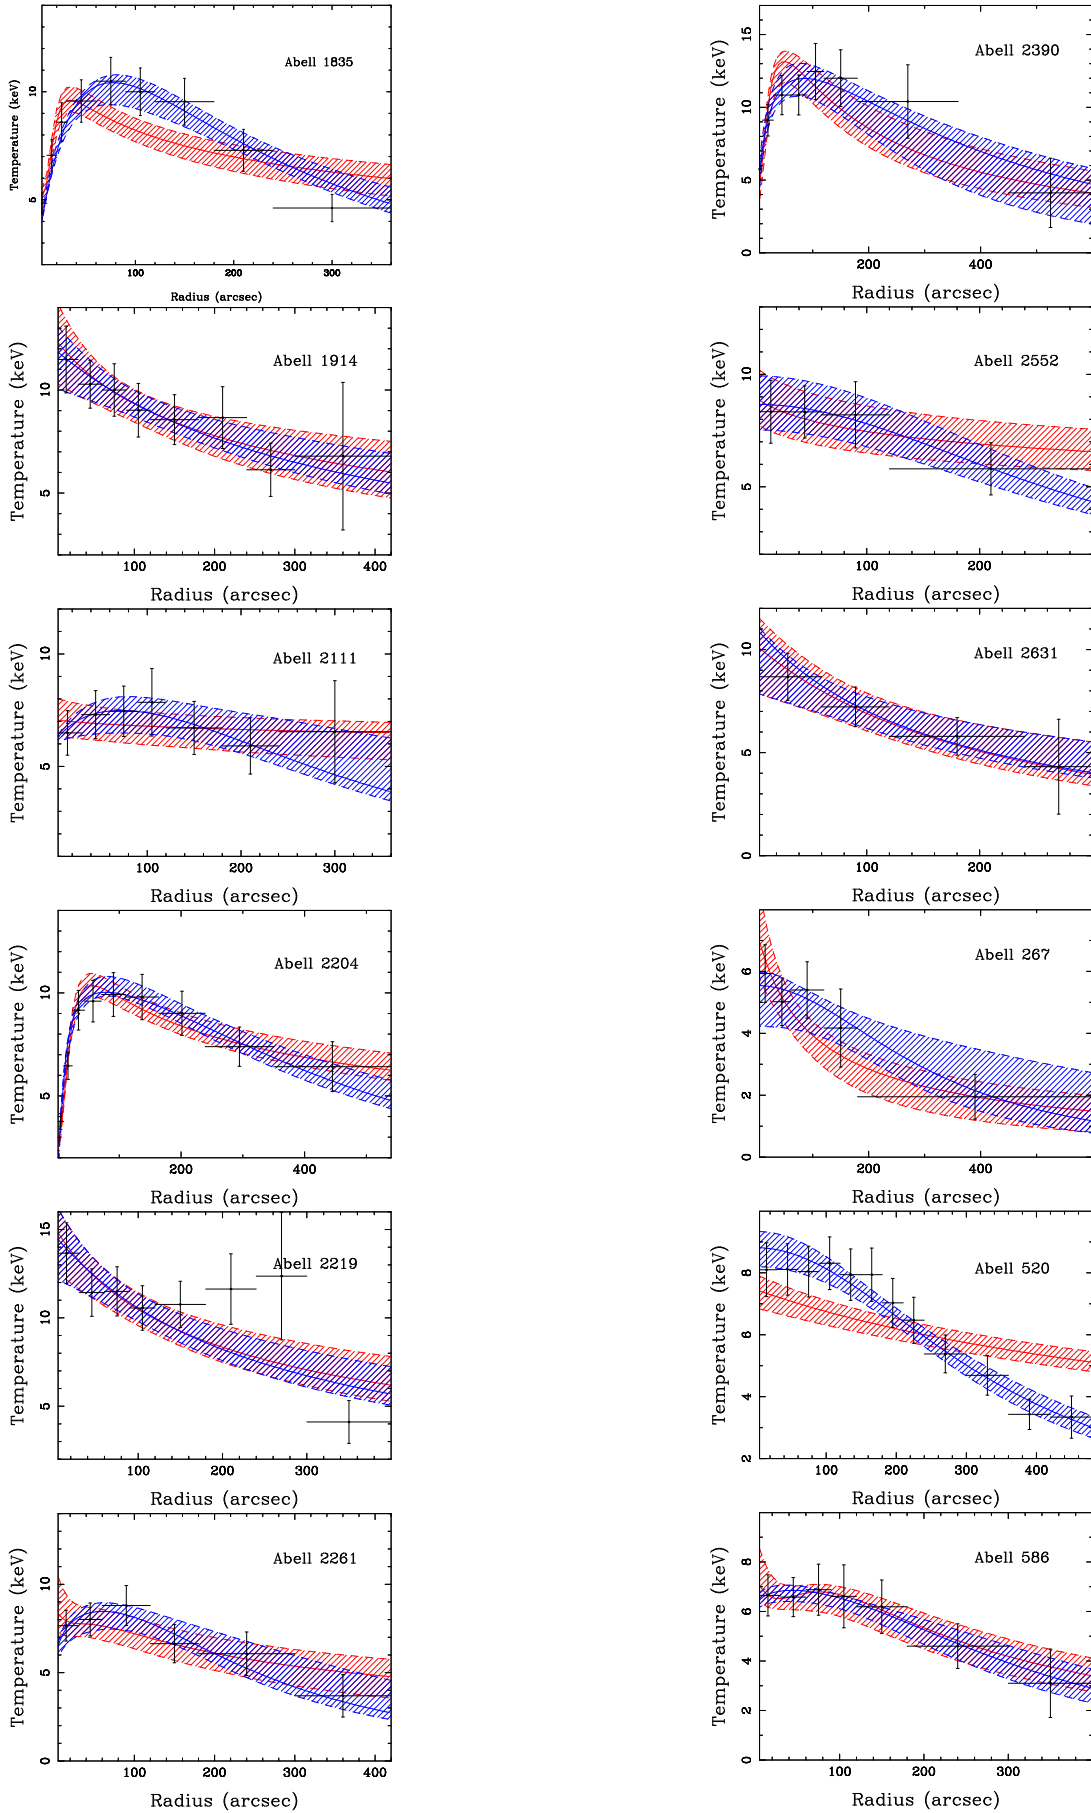 Abell 1835
Temperature (keV)
10
5
100 200 300
Radius (arcsec)
Abell 2390
Temperature (keV)
15
10
5
0
200 400
Radius (arcsec)
Abell 1914
Temperature (keV)
10
5
100 200 300 400
Radius (arcsec)
Abell 2552
Temperature (keV)
10
5
100 200
Radius (arcsec)
Abell 2111
Temperature (keV)
10
5
100 200 300
Radius (arcsec)
Abell 2631
Temperature (keV)
10
5
0
100 200
Radius (arcsec)
Abell 2204
Temperature (keV)
10
5
200 400
Radius (arcsec)
Abell 267
Temperature (keV)
6
4
2
0
200 400
Radius (arcsec)
Abell 2219
Temperature (keV)
15
10
5
100 200 300
Radius (arcsec)
Abell 520
Temperature (keV)
8
6
4
2
100 200 300 400
Radius (arcsec)
Abell 2261
Temperature (keV)
10
5
0
100 200 300 400
Radius (arcsec)
Abell 586
Temperature (keV)
8
6
4
2
0
100 200 300
Radius (arcsec)